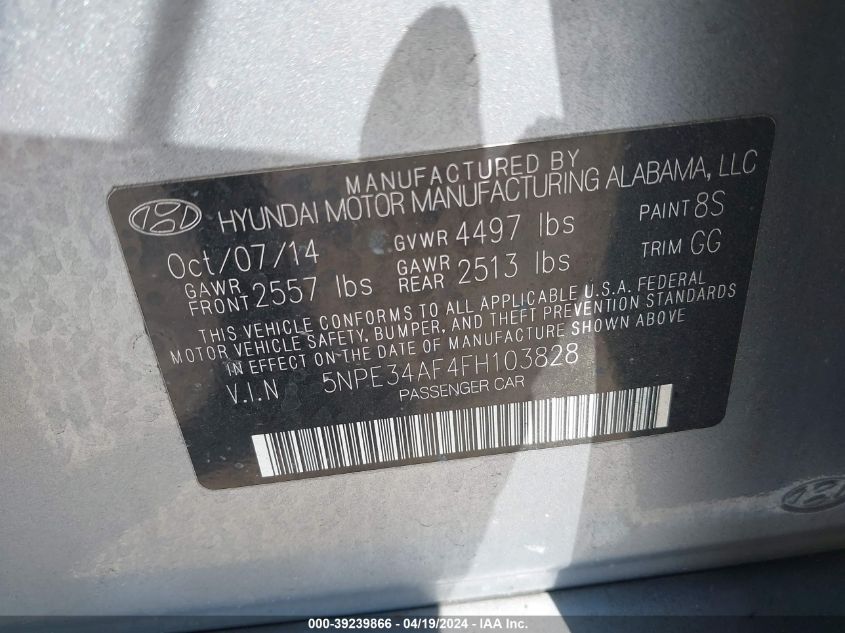 MANUFACTURED BY
HYUNDAI MOTOR MANUFACTURING ALABAMA, LLC
Oct/07/14 GVWR 4497 lbs PAINT 8S
GAWR FRONT 2557 lbs GAWR REAR 2513 lbs TRIM GG
THIS VEHICLE CONFORMS TO ALL APPLICABLE U.S.A. FEDERAL
MOTOR VEHICLE SAFETY, BUMPER, AND THEFT PREVENTION STANDARDS
IN EFFECT ON THE DATE OF MANUFACTURE SHOWN ABOVE
V.I.N 5NPE34AF4FH103828
PASSENGER CAR
000-39239866 - 04/19/2024 - IAA Inc.